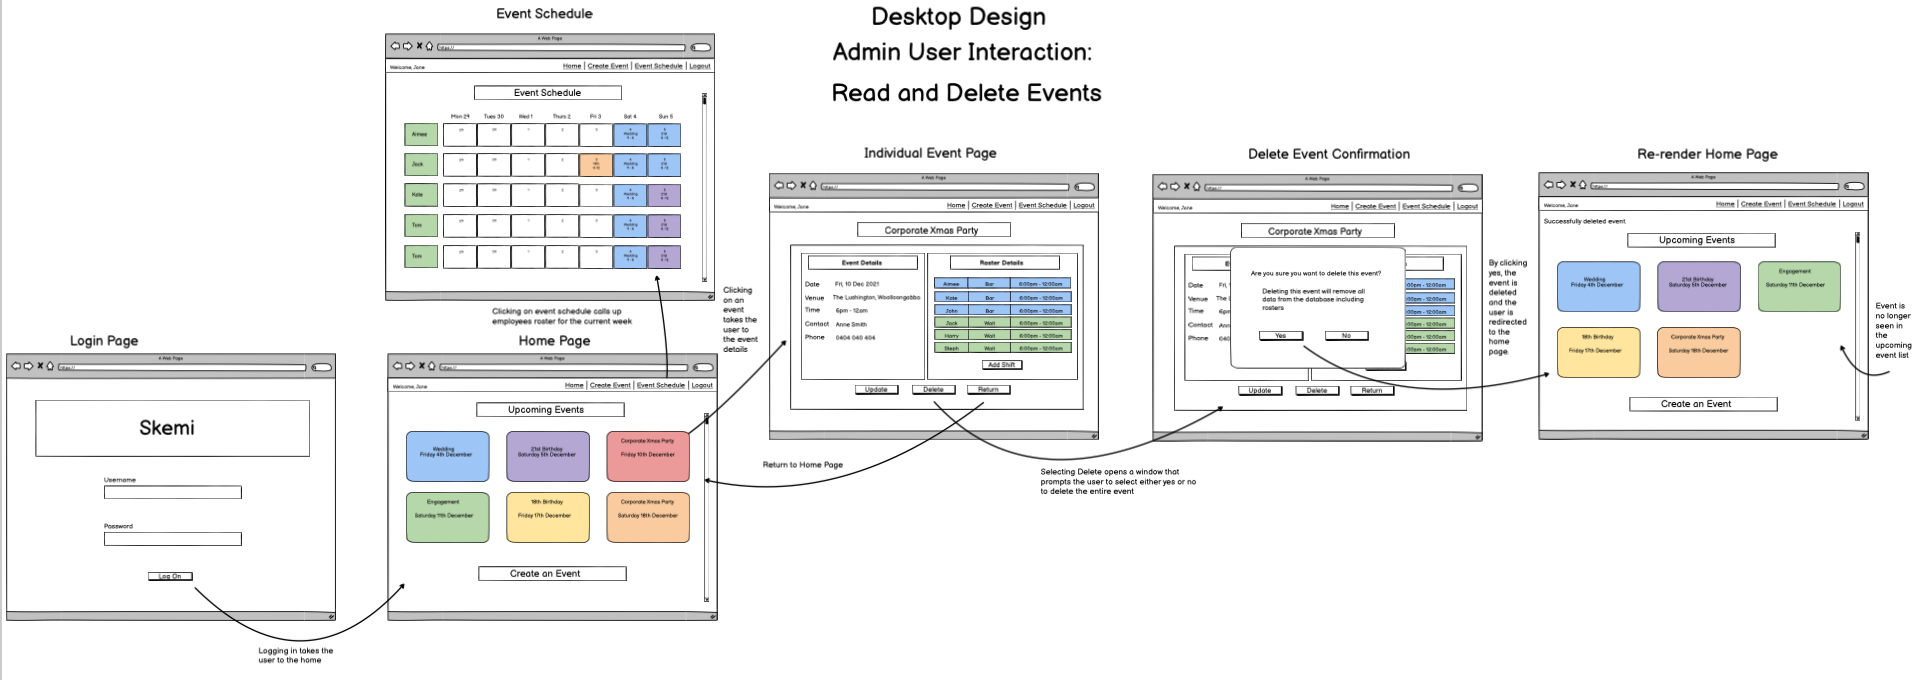 Desktop Design
Admin User Interaction:
Read and Delete Events
Event Schedule
A Web Page
https://
Welcome, Jane
Home | Create Event | Event Schedule | Logout
Event Schedule
Mon 29 Tues 30 Wed 1 Thurs 2 Fri 3 Sat 4 Sun 5
Aimee
Jack
Kate
Tom
Tom
Clicking on event schedule calls up
employees roster for the current week
Login Page
A Web Page
https://
Skemi
Username
Password
Log On
Logging in takes the
user to the home
Home Page
A Web Page
https://
Welcome, Jane
Home | Create Event | Event Schedule | Logout
Upcoming Events
Wedding
Friday 4th December
21st Birthday
Saturday 5th December
Corporate Xmas Party
Friday 10th December
Engagement
Saturday 11th December
18th Birthday
Friday 17th December
Corporate Xmas Party
Saturday 18th December
Create an Event
Clicking
on an
event
takes the
user to
the event
details
Return to Home Page
Individual Event Page
A Web Page
https://
Welcome, Jane
Home | Create Event | Event Schedule | Logout
Corporate Xmas Party
Event Details
Date Fri, 10 Dec 2021
Venue The Lushington, Woolloongabba
Time 6pm - 12am
Contact Anne Smith
Phone 0404 040 404
Roster Details
Aimee Bar 6:00pm - 12:00am
Kate Bar 6:00pm - 12:00am
John Bar 6:00pm - 12:00am
Jack Wait 6:00pm - 12:00am
Harry Wait 6:00pm - 12:00am
Steph Wait 6:00pm - 12:00am
Add Shift
Update Delete Return
Selecting Delete opens a window that
prompts the user to select either yes or no
to delete the entire event
Delete Event Confirmation
A Web Page
https://
Welcome, Jane
Home | Create Event | Event Schedule | Logout
Corporate Xmas Party
Date Fri,
Venue The L
Time 6pm
Contact Anne
Phone 040
Are you sure you want to delete this event?
Deleting this event will remove all
data from the database including
rosters
Yes No
:00pm - 12:00am
:00pm - 12:00am
:00pm - 12:00am
:00pm - 12:00am
:00pm - 12:00am
:00pm - 12:00am
Update Delete Return
By clicking
yes, the
event is
deleted
and the
user is
redirected
to the
home
page.
Re-render Home Page
A Web Page
https://
Welcome, Jane
Home | Create Event | Event Schedule | Logout
Successfully deleted event
Upcoming Events
Wedding
Friday 4th December
21st Birthday
Saturday 5th December
Engagement
Saturday 11th December
18th Birthday
Friday 17th December
Corporate Xmas Party
Saturday 18th December
Create an Event
Event is
no longer
seen in
the
upcoming
event list